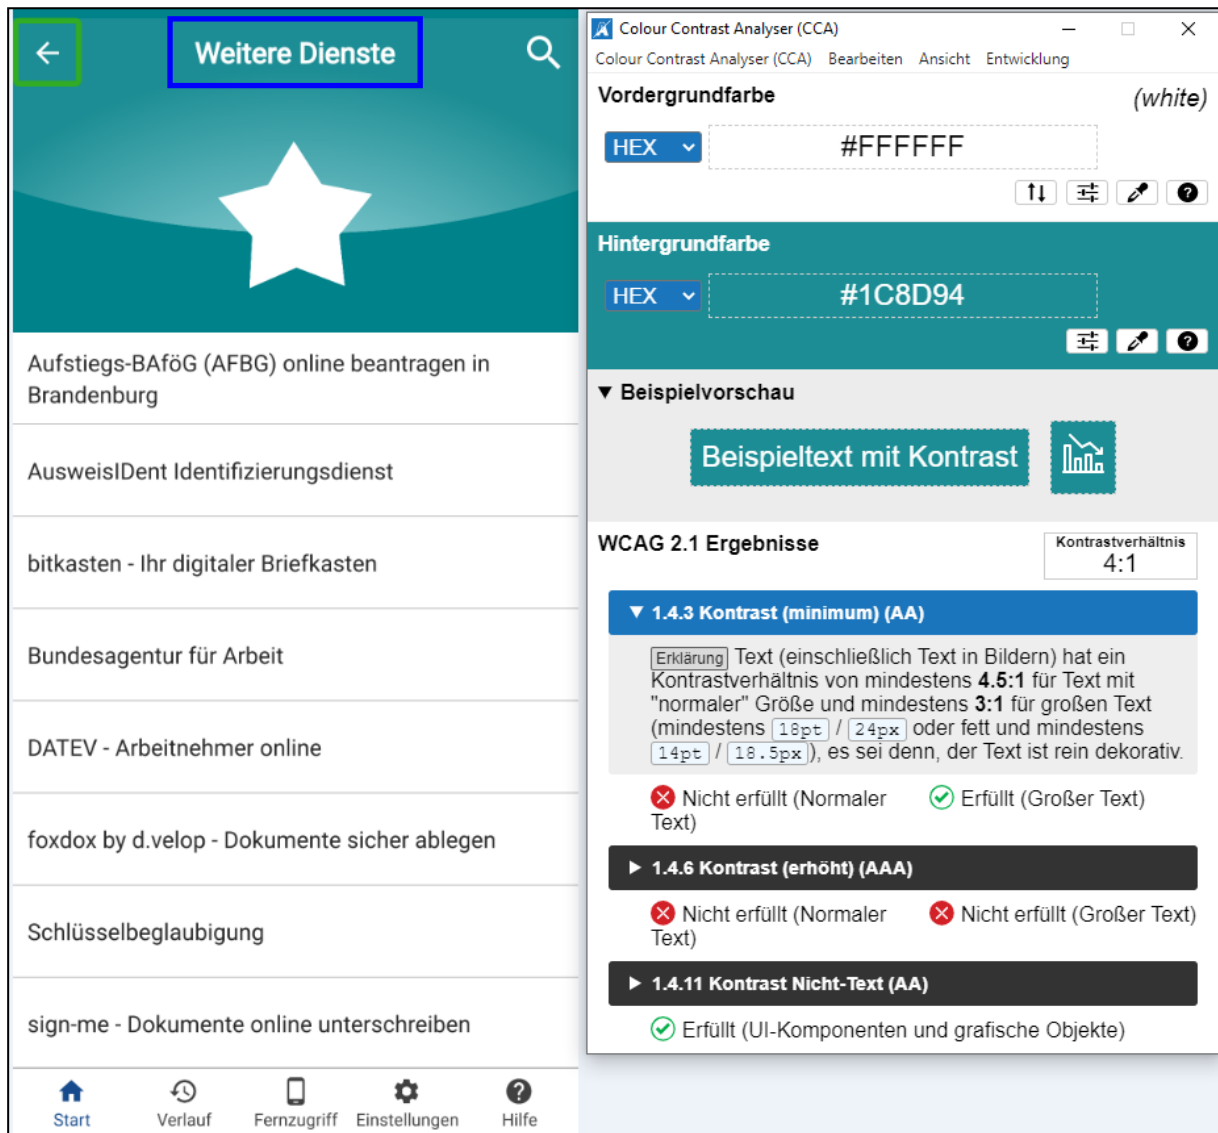 Weitere Dienste
Aufstiegs-BAföG (AFBG) online beantragen in
Brandenburg
AusweisIDent Identifizierungsdienst
bitkasten - Ihr digitaler Briefkasten
Bundesagentur für Arbeit
DATEV - Arbeitnehmer online
foxdox by d.velop - Dokumente sicher ablegen
Schlüsselbeglaubigung
sign-me - Dokumente online unterschreiben
Start Verlauf Fernzugriff Einstellungen Hilfe
Colour Contrast Analyser (CCA)
Colour Contrast Analyser (CCA) Bearbeiten Ansicht Entwicklung
Vordergrundfarbe (white)
HEX #FFFFFF
Hintergrundfarbe
HEX #1C8D94
▼ Beispielvorschau
Beispieltext mit Kontrast
WCAG 2.1 Ergebnisse
Kontrastverhältnis
4:1
▼ 1.4.3 Kontrast (minimum) (AA)
Erklärung Text (einschließlich Text in Bildern) hat ein
Kontrastverhältnis von mindestens 4.5:1 für Text mit
"normaler" Größe und mindestens 3:1 für großen Text
(mindestens 18pt / 24px oder fett und mindestens
14pt / 18.5px), es sei denn, der Text ist rein dekorativ.
Nicht erfüllt (Normaler
Text)
Erfüllt (Großer Text)
▶ 1.4.6 Kontrast (erhöht) (AAA)
Nicht erfüllt (Normaler
Text)
Nicht erfüllt (Großer Text)
▶ 1.4.11 Kontrast Nicht-Text (AA)
Erfüllt (UI-Komponenten und grafische Objekte)